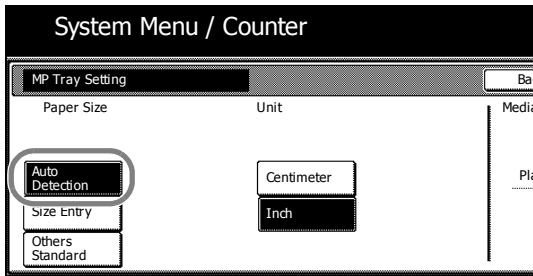 System Menu / Counter
MP Tray Setting
Ba
Paper Size
Unit
Media
Auto
Detection
Centimeter
Pla
Size Entry
Inch
Others
Standard